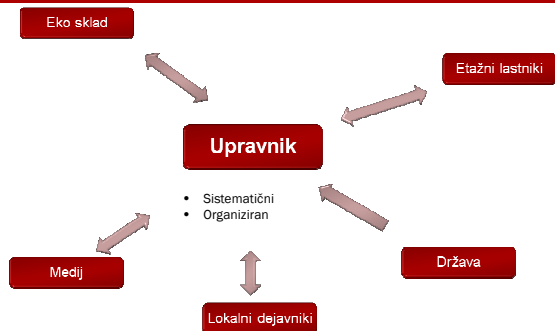 Eko sklad
Etažni lastniki
Upravnik
• Sistematični
• Organiziran
Država
Medij
Lokalni dejavniki